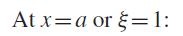 At x=a or ξ=1: